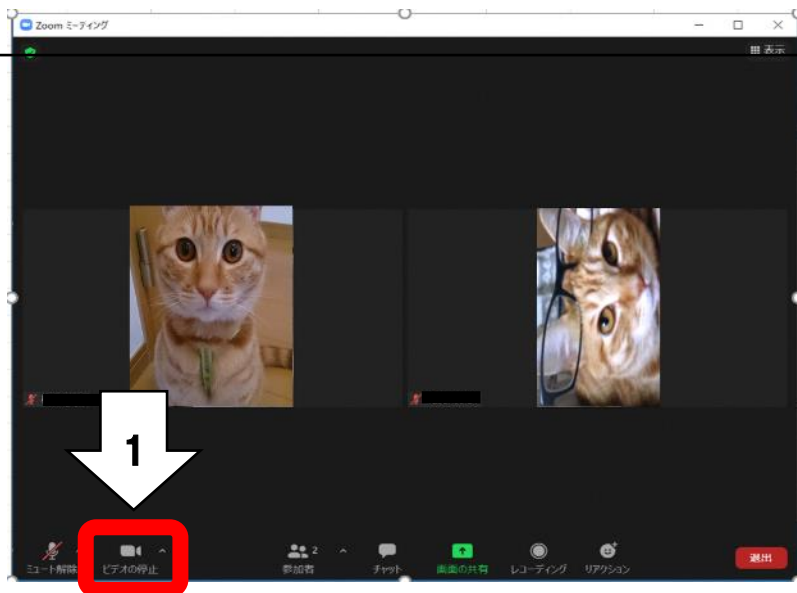 Zoom ミーティング
表示
1
ミュート解除
ビデオの停止
2
参加者
チャット
画面の共有
レコーディング
リアクション
退出